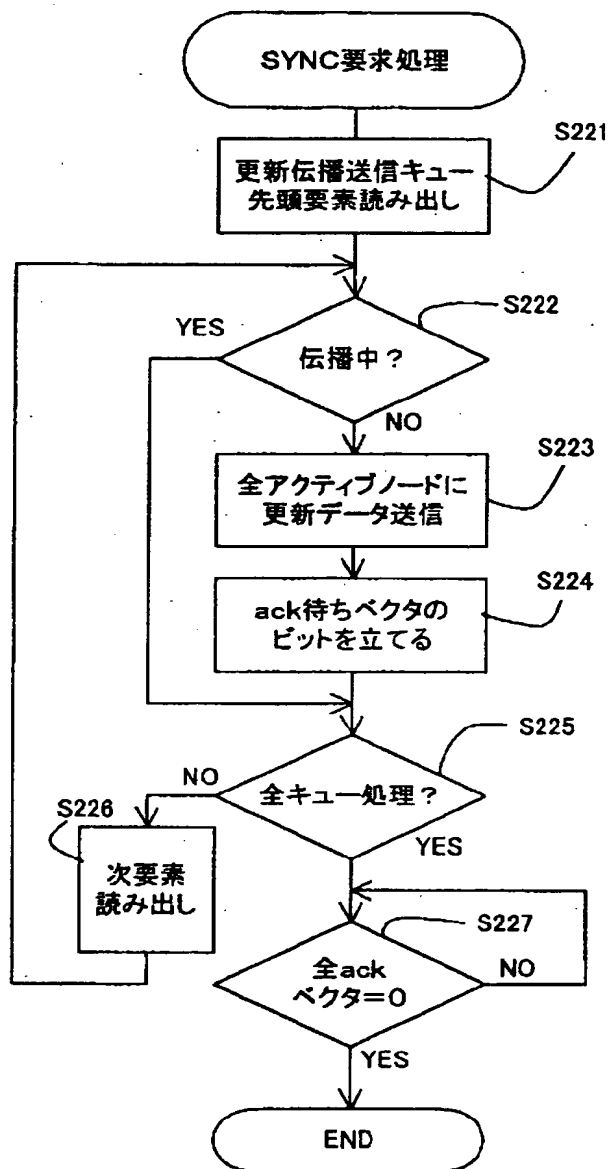 SYNC要求処理
S221
更新伝播送信キュー
先頭要素読み出し
S222
YES
伝播中？
NO
S223
全アクティブノードに
更新データ送信
S224
ack待ちベクタの
ビットを立てる
S225
NO
全キュー処理？
S226
YES
次要素
読み出し
S227
全ack
ベクタ=0
NO
YES
END